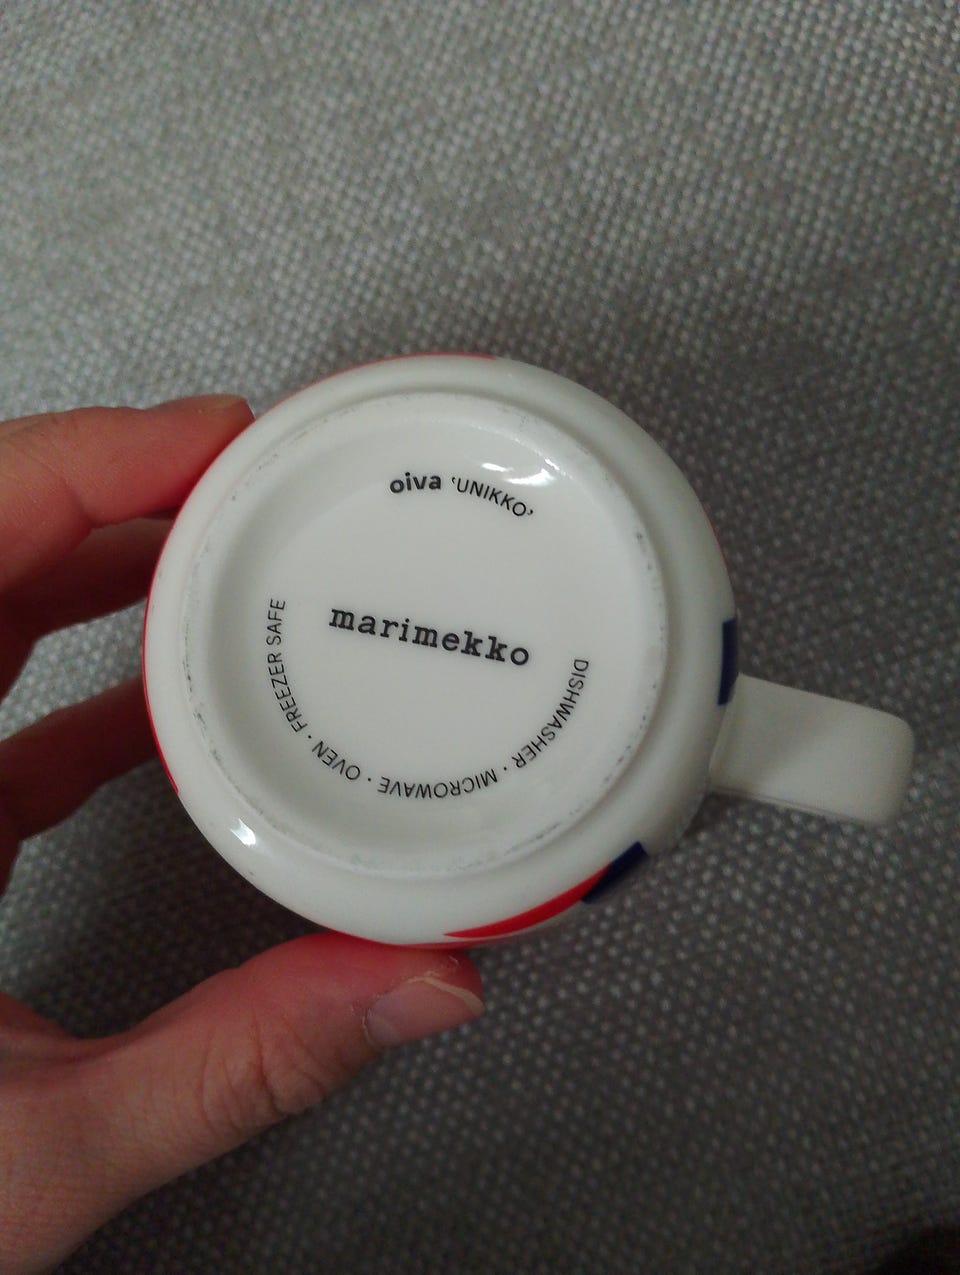 oiva ‘UNIKKO’
marimekko
DISHWASHER · MICROWAVE · OVEN · FREEZER SAFE